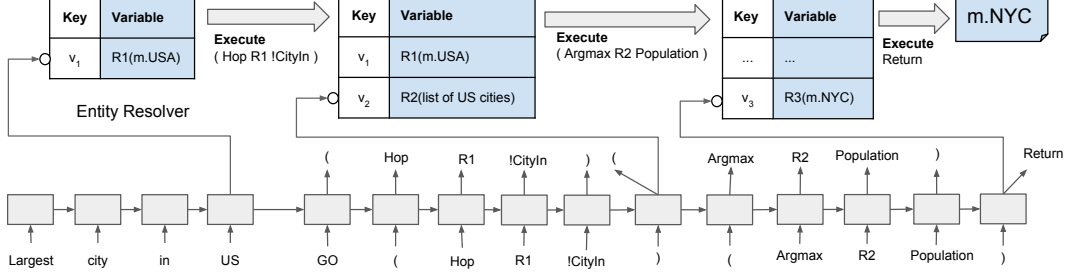 Key Variable
v1 R1(m.USA)
Execute
( Hop R1 !CityIn )
Key Variable
v1 R1(m.USA)
v2 R2(list of US cities)
Execute
( Argmax R2 Population )
Key Variable
... ...
v3 R3(m.NYC)
Execute
Return
m.NYC
Entity Resolver
( Hop R1 !CityIn ) ( Argmax R2 Population ) Return
Largest city in US GO ( Hop R1 !CityIn ) ( Argmax R2 Population )